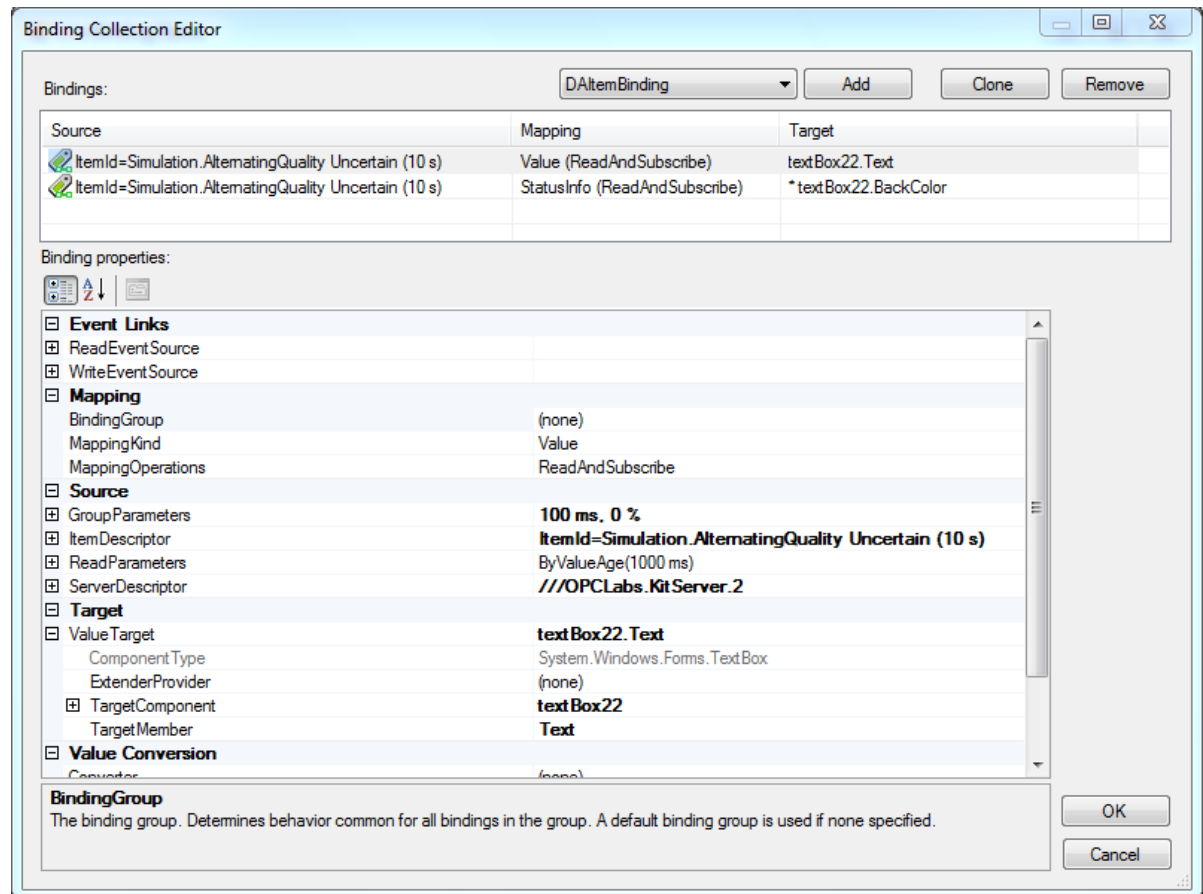 Binding Collection Editor
Bindings:
DAItemBinding
Add
Clone
Remove
Source Mapping Target
ItemId=Simulation.AlternatingQuality Uncertain (10 s) Value (ReadAndSubscribe) textBox22.Text
ItemId=Simulation.AlternatingQuality Uncertain (10 s) StatusInfo (ReadAndSubscribe) *textBox22.BackColor
Binding properties:
Event Links
ReadEventSource
WriteEventSource
Mapping
BindingGroup (none)
MappingKind Value
MappingOperations ReadAndSubscribe
Source
GroupParameters 100 ms, 0 %
ItemDescriptor ItemId=Simulation.AlternatingQuality Uncertain (10 s)
ReadParameters ByValueAge(1000 ms)
ServerDescriptor ///OPCLabs.KitServer.2
Target
ValueTarget textBox22.Text
ComponentType System.Windows.Forms.TextBox
ExtenderProvider (none)
TargetComponent textBox22
TargetMember Text
Value Conversion
Converter (none)
BindingGroup
The binding group. Determines behavior common for all bindings in the group. A default binding group is used if none specified.
OK
Cancel